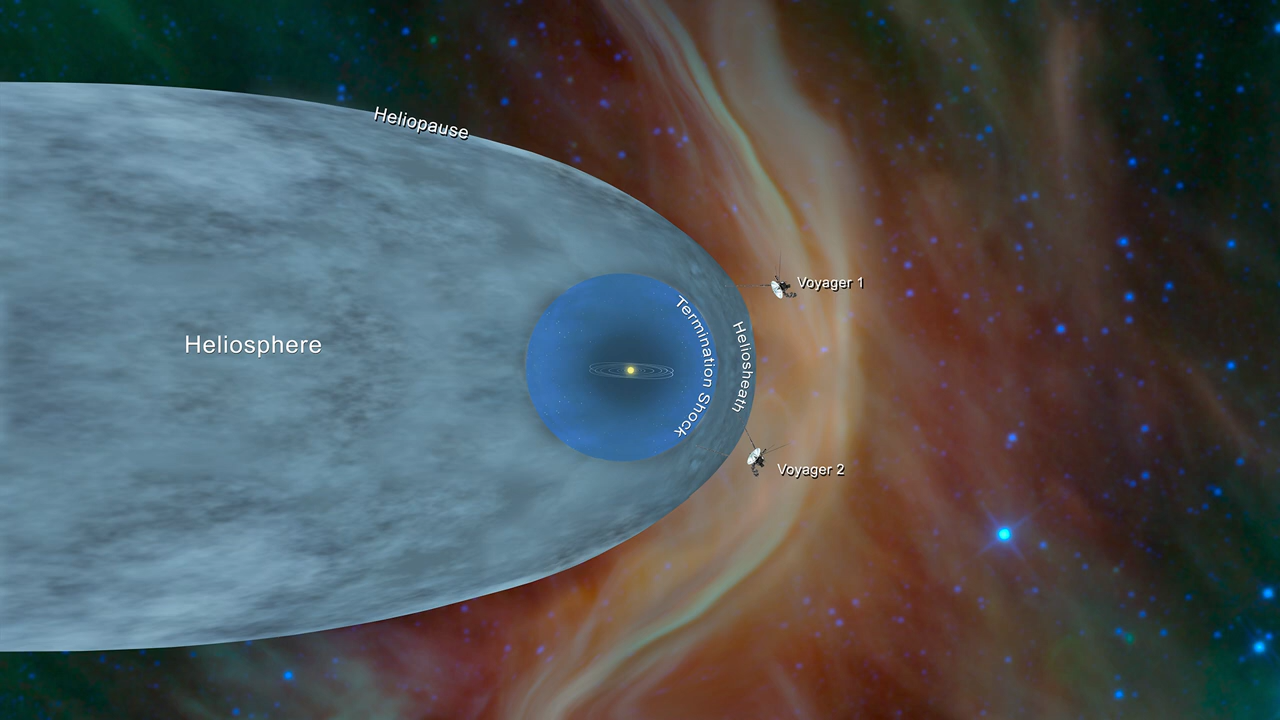 Heliopause
Voyager 1
Termination Shock
Heliosheath
Heliosphere
Voyager 2